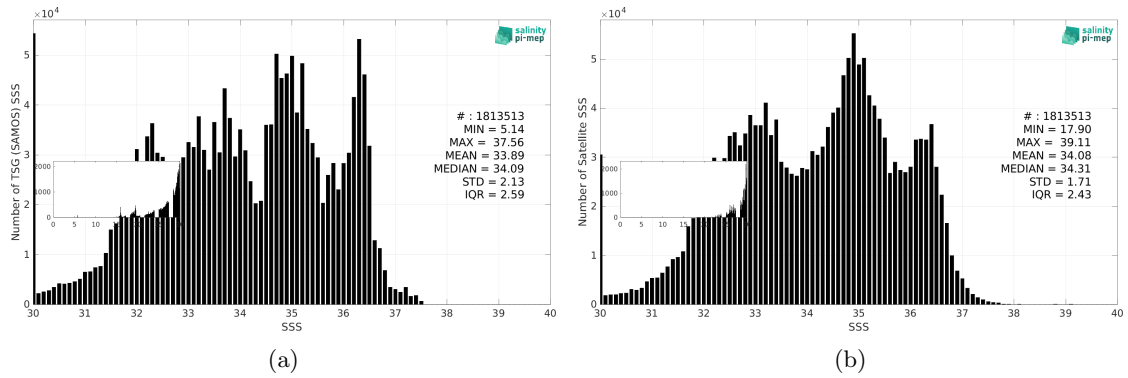 ×10⁴
5
4
3
2
1
0
Number of TSG (SAMOS) SSS
30 31 32 33 34 35 36 37 38 39 40
SSS
salinity
pi-mep
# : 1813513
MIN = 5.14
MAX = 37.56
MEAN = 33.89
MEDIAN = 34.09
STD = 2.13
IQR = 2.59
2000
1000
0
0 5 10
(a)
×10⁴
5
4
3
2
1
0
Number of Satellite SSS
30 31 32 33 34 35 36 37 38 39 40
SSS
salinity
pi-mep
# : 1813513
MIN = 17.90
MAX = 39.11
MEAN = 34.08
MEDIAN = 34.31
STD = 1.71
IQR = 2.43
2000
1000
0
0 5 10 15
(b)